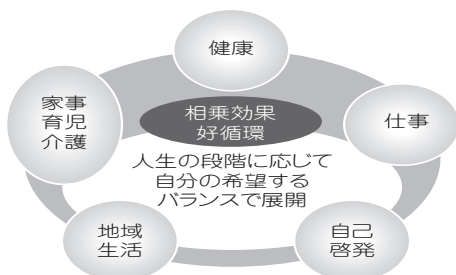 健康
家事
育児
介護
相乗効果
好循環
仕事
人生の段階に応じて
自分の希望する
バランスで展開
地域
生活
自己
啓発